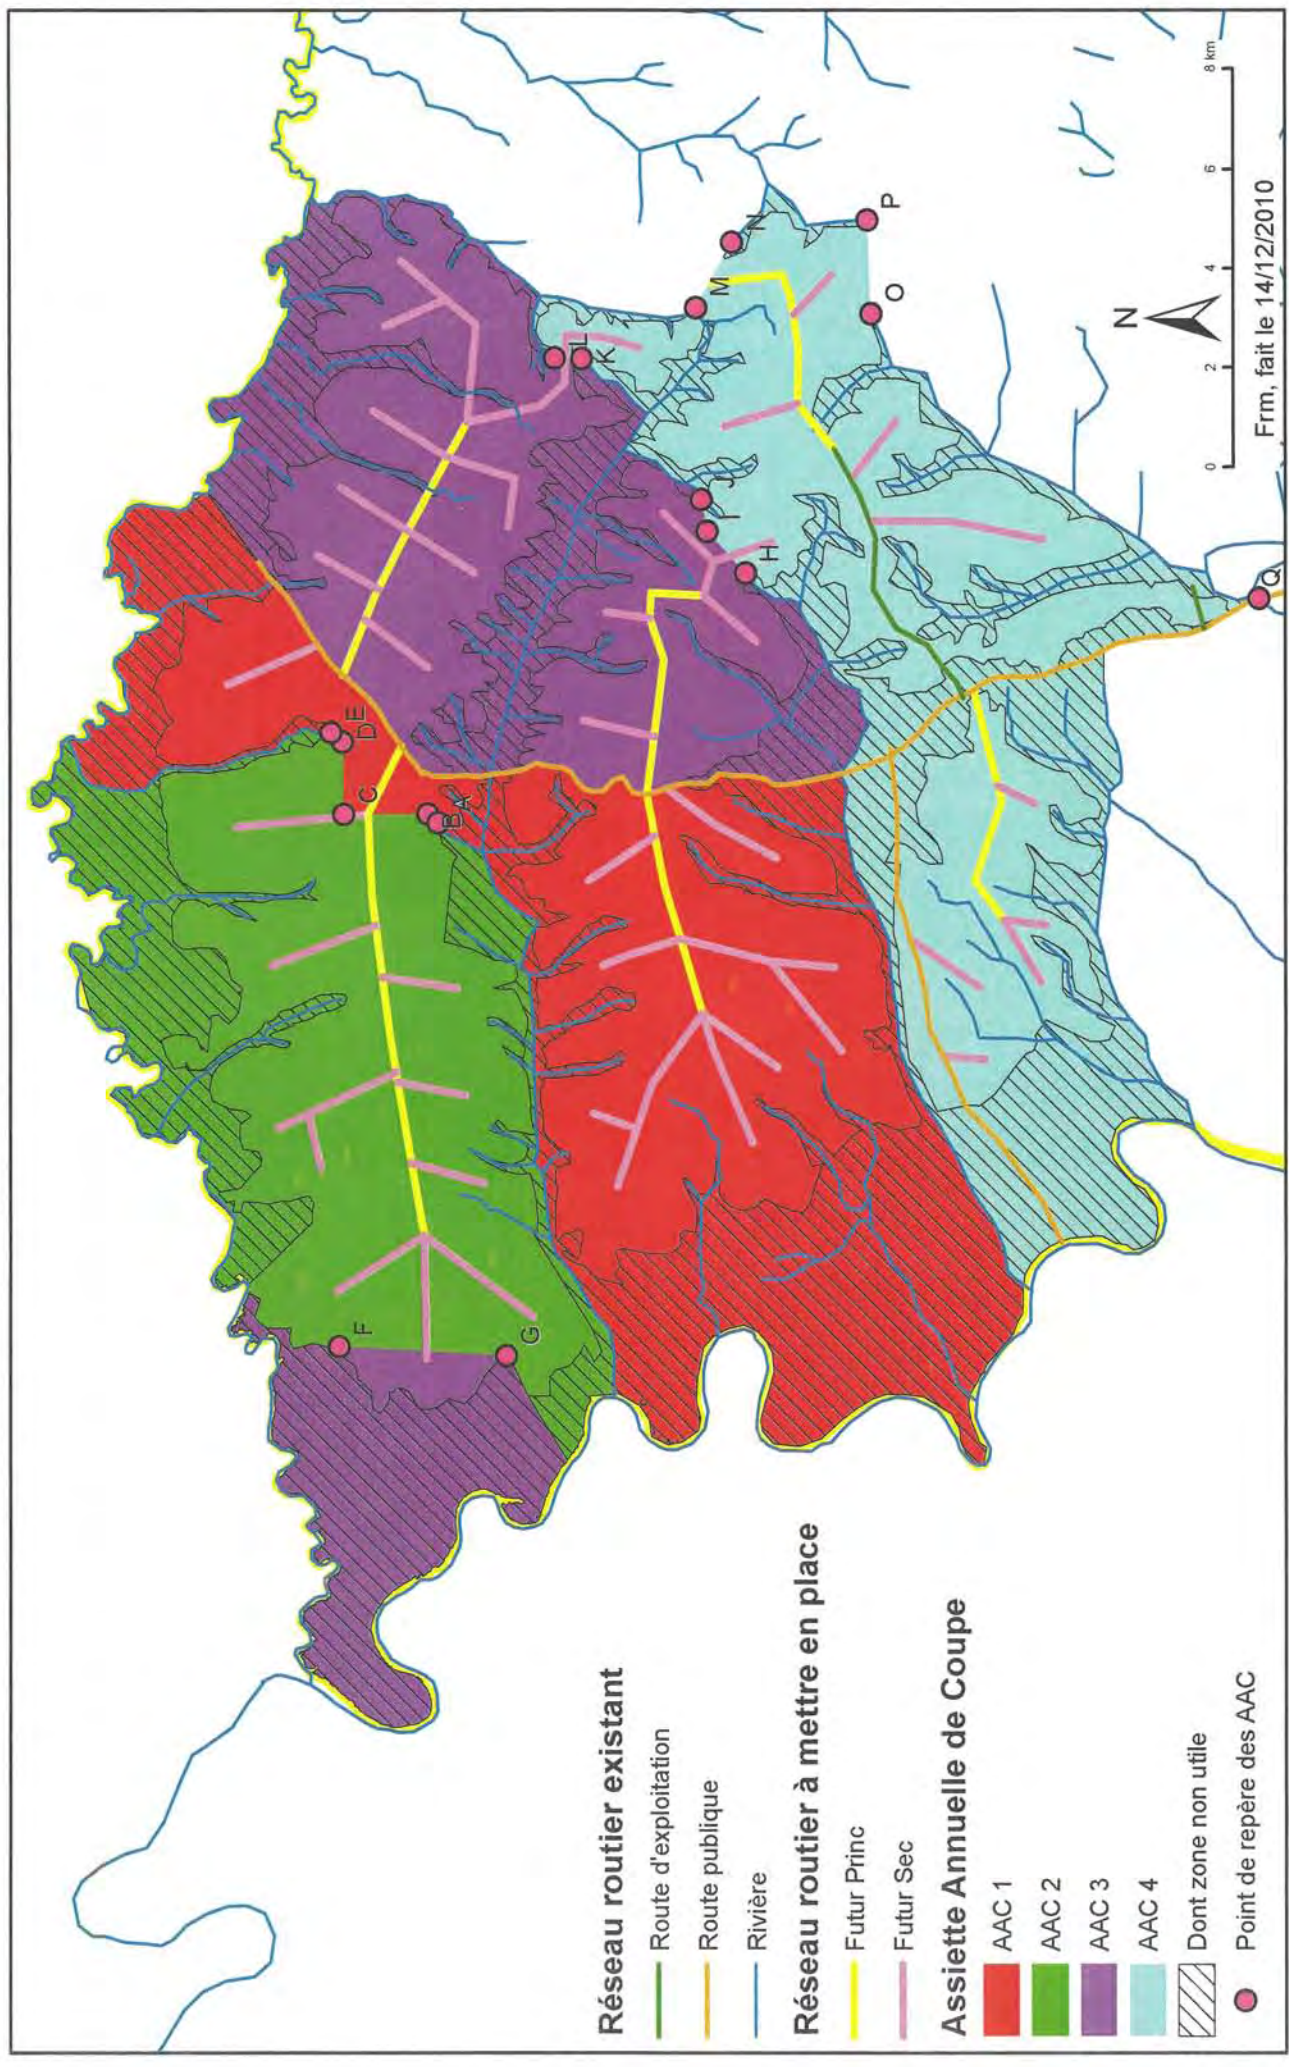 Réseau routier existant
Route d'exploitation
Route publique
Rivière
Réseau routier à mettre en place
Futur Princ
Futur Sec
Assiette Annuelle de Coupe
AAC 1
AAC 2
AAC 3
AAC 4
Dont zone non utile
Point de repère des AAC
F
G
C
D
E
B
A
L
K
M
N
J
I
H
O
P
Q
N
0 2 4 6 8 km
Frm, fait le 14/12/2010